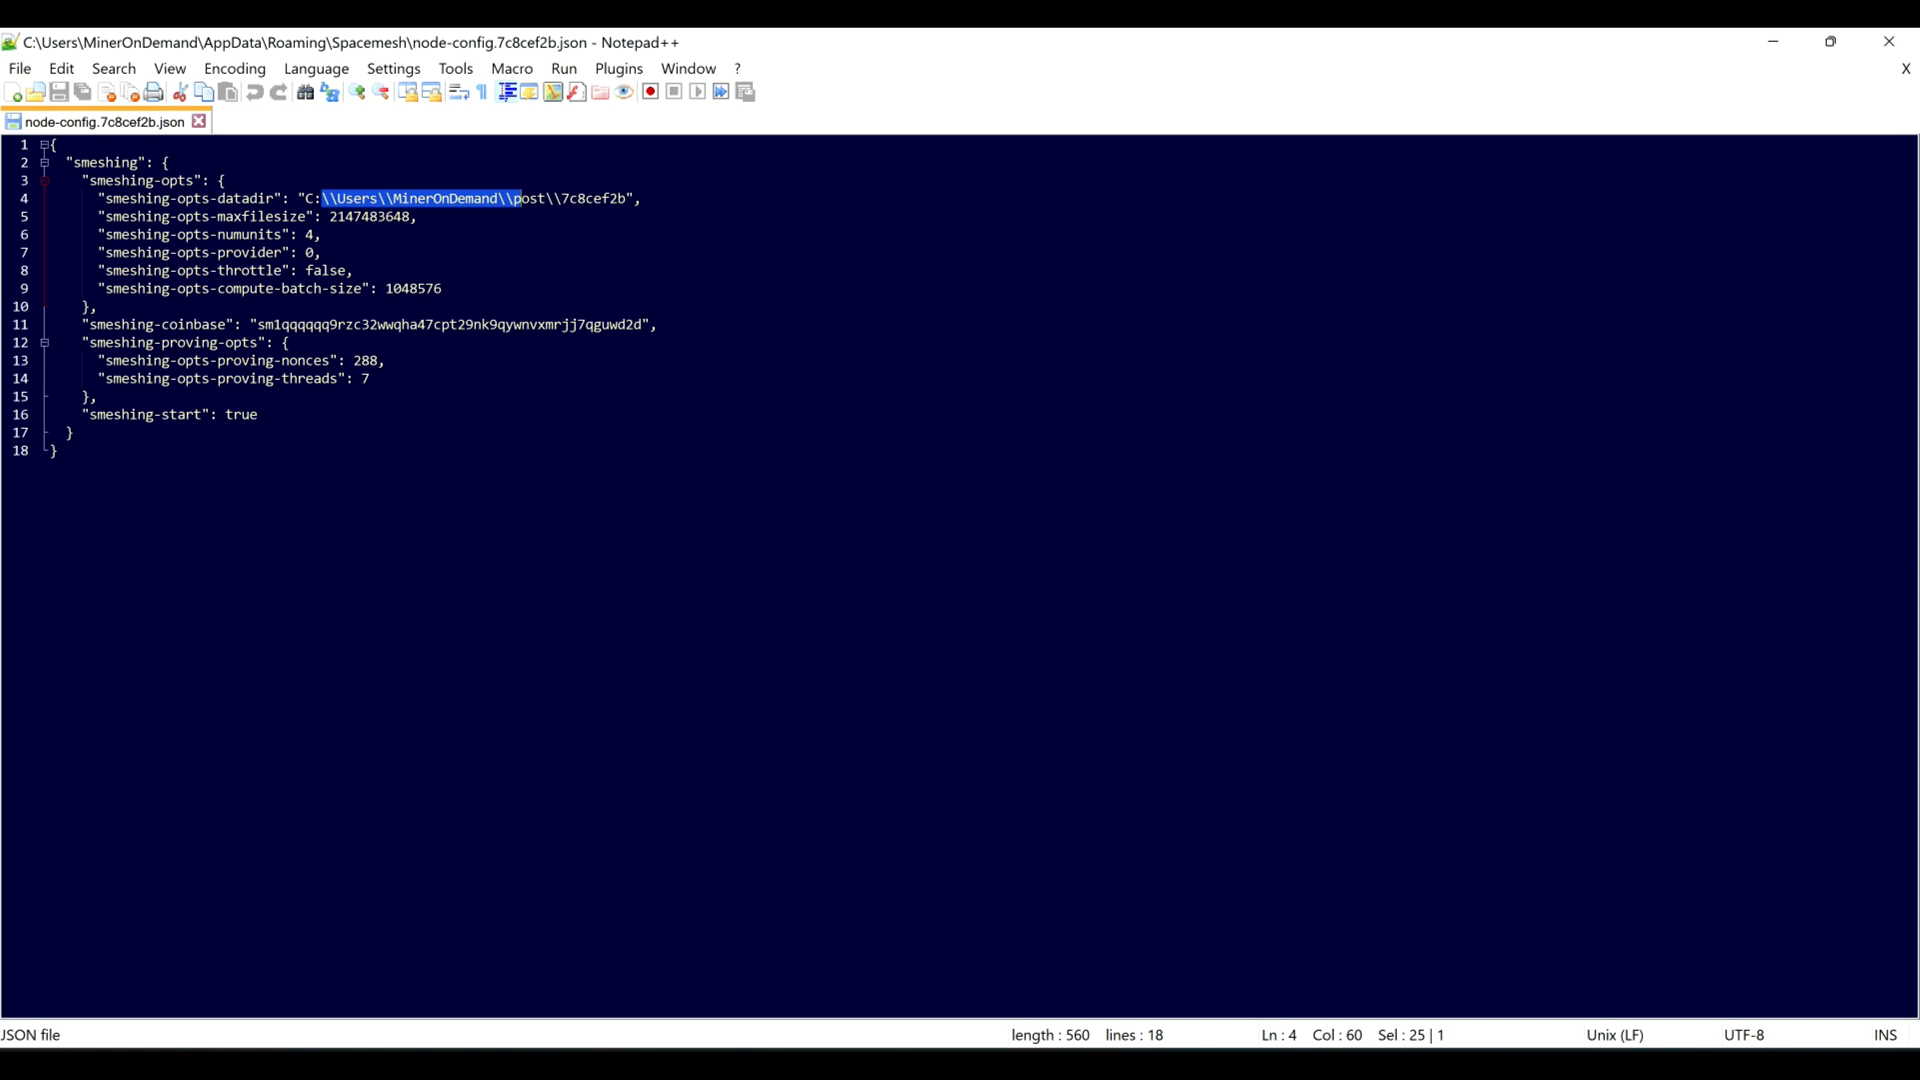 C:\Users\MinerOnDemand\AppData\Roaming\Spacemesh\node-config.7c8cef2b.json - Notepad++
File Edit Search View Encoding Language Settings Tools Macro Run Plugins Window ? X
node-config.7c8cef2b.json
1 {
2 "smeshing": {
3 "smeshing-opts": {
4 "smeshing-opts-datadir": "C:\\Users\\MinerOnDemand\\post\\7c8cef2b",
5 "smeshing-opts-maxfilesize": 2147483648,
6 "smeshing-opts-numunits": 4,
7 "smeshing-opts-provider": 0,
8 "smeshing-opts-throttle": false,
9 "smeshing-opts-compute-batch-size": 1048576
10 },
11 "smeshing-coinbase": "sm1qqqqqq9rzc32wwqha47cpt29nk9qywnvxmrjj7qguwd2d",
12 "smeshing-proving-opts": {
13 "smeshing-opts-proving-nonces": 288,
14 "smeshing-opts-proving-threads": 7
15 },
16 "smeshing-start": true
17 }
18 }
JSON file length : 560 lines : 18 Ln : 4 Col : 60 Sel : 25 | 1 Unix (LF) UTF-8 INS